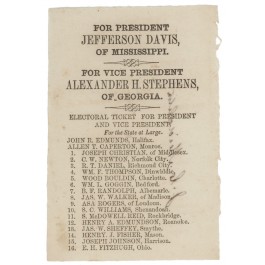 FOR PRESIDENT
JEFFERSON DAVIS,
OF MISSISSIPPI.
FOR VICE PRESIDENT
ALEXANDER H. STEPHENS,
OF GEORGIA.
ELECTORAL TICKET FOR PRESIDENT
AND VICE PRESIDENT
For the State at Large.
JOHN R. EDMUNDS, Halifax.
ALLEN T. CAPERTON, Monroe.
1. JOSEPH CHRISTIAN, of Middlesex.
2. C. W. NEWTON, Norfolk City.
3. R. T. DANIEL, Richmond City.
4. WM. F. THOMPSON, Dinwiddie.
5. WOOD BOULDIN, Charlotte.
6. WM. L. GOGGIN, Bedford.
7. B. F. RANDOLPH, Albemarle.
8. JAS. W. WALKER, of Madison.
9. ASA ROGERS, of Loudoun.
10. S. C. WILLIAMS, Shenandoah.
11. S. McDOWELL REID, Rockbridge.
12. HENRY A. EDMUNDSON, Roanoke.
13. JAS. W. SHEFFEY, Smythe.
14. HENRY. J. FISHER, Mason.
15. JOSEPH JOHNSON, Harrison.
16. E. H. FITZHUGH, Ohio.